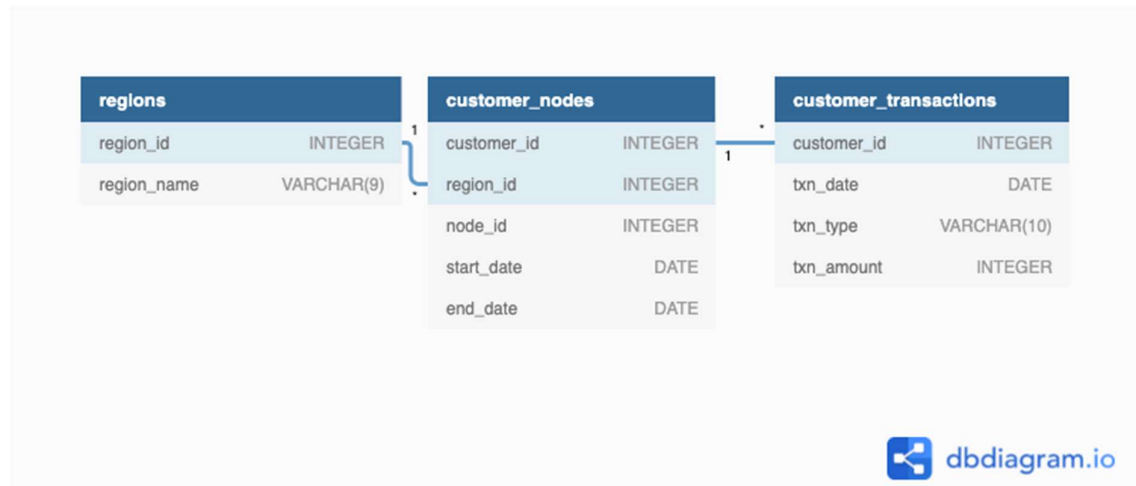 regions
region_id INTEGER
region_name VARCHAR(9)
1
*
customer_nodes
customer_id INTEGER
region_id INTEGER
node_id INTEGER
start_date DATE
end_date DATE
1
*
customer_transactions
customer_id INTEGER
txn_date DATE
txn_type VARCHAR(10)
txn_amount INTEGER
dbdiagram.io